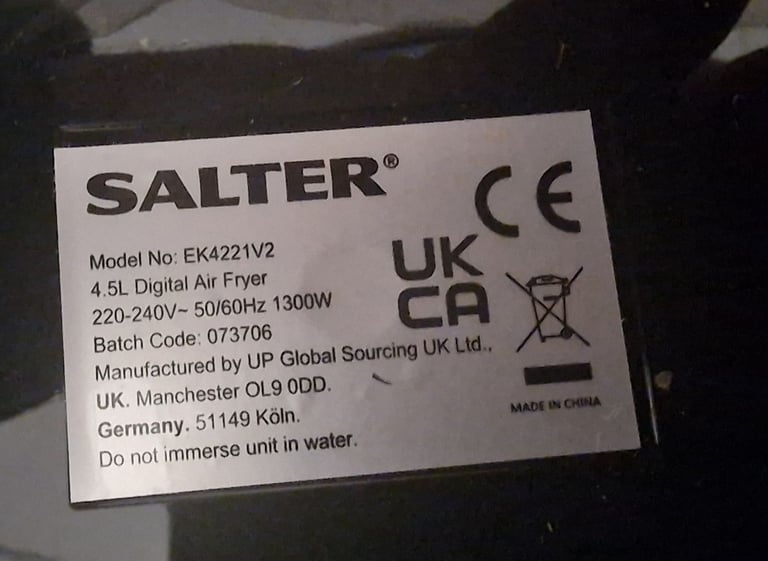 SALTER®
CE
Model No: EK4221V2
UK
CA
4.5L Digital Air Fryer
220-240V~ 50/60Hz 1300W
Batch Code: 073706
Manufactured by UP Global Sourcing UK Ltd.,
UK. Manchester OL9 0DD.
Germany. 51149 Köln.
Do not immerse unit in water.
MADE IN CHINA